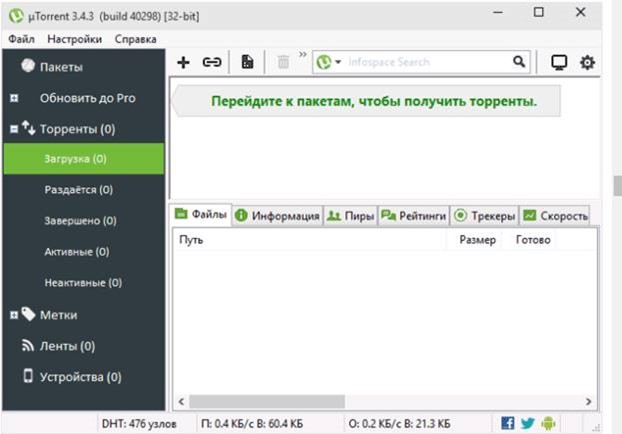 µTorrent 3.4.3 (build 40298) [32-bit]
Файл Настройки Справка
Пакеты
Infospace Search
Обновить до Pro
Перейдите к пакетам, чтобы получить торренты.
Торренты (0)
Загрузка (0)
Раздаётся (0)
Завершено (0)
Активные (0)
Неактивные (0)
Метки
Ленты (0)
Устройства (0)
Файлы Информация Пиры Рейтинги Трекеры Скорость
Путь Размер Готово
DHT: 476 узлов П: 0.4 КБ/с В: 60.4 КБ О: 0.2 КБ/с В: 21.3 КБ